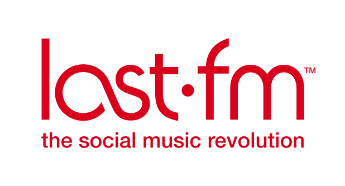 last·fm™
the social music revolution